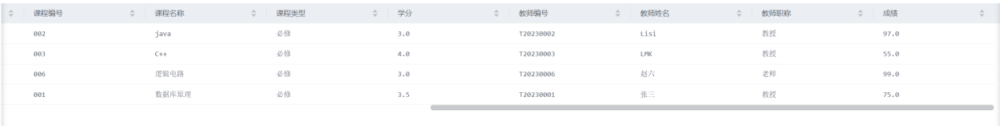 课程编号 课程名称 课程类型 学分 教师编号 教师姓名 教师职称 成绩
002 java 必修 3.0 T20230002 Lisi 教授 97.0
003 C++ 必修 4.0 T20230003 LMK 教授 55.0
006 逻辑电路 必修 3.0 T20230006 赵六 老师 99.0
001 数据库原理 必修 3.5 T20230001 张三 教授 75.0